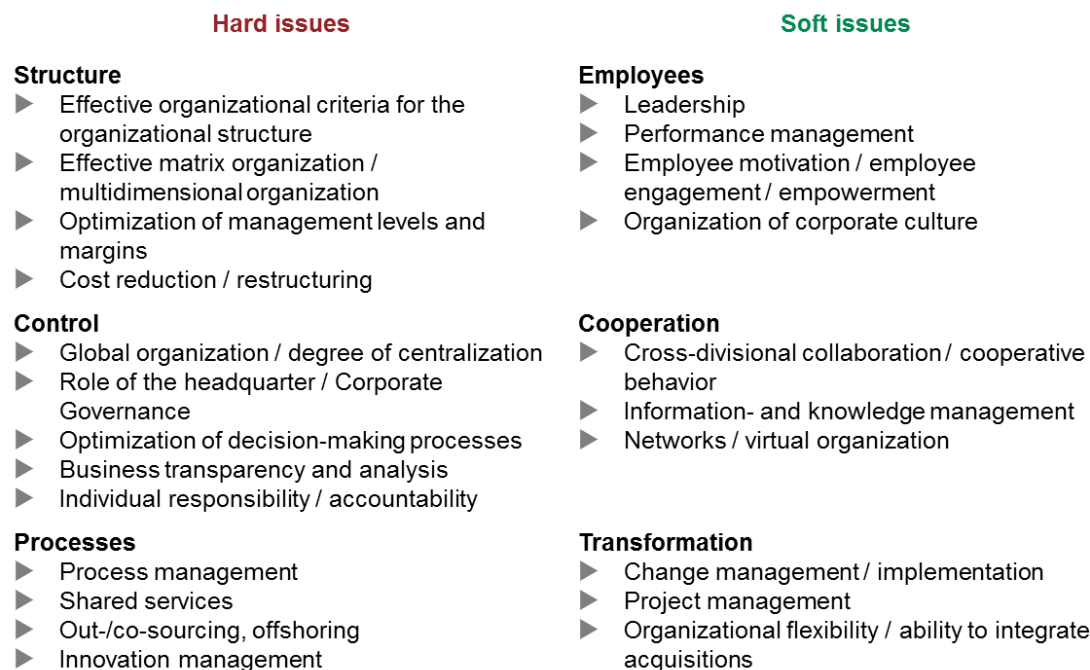 Hard issues
Structure
Effective organizational criteria for the
organizational structure
Effective matrix organization /
multidimensional organization
Optimization of management levels and
margins
Cost reduction / restructuring
Control
Global organization / degree of centralization
Role of the headquarter / Corporate
Governance
Optimization of decision-making processes
Business transparency and analysis
Individual responsibility / accountability
Processes
Process management
Shared services
Out-/co-sourcing, offshoring
Innovation management
Soft issues
Employees
Leadership
Performance management
Employee motivation / employee
engagement / empowerment
Organization of corporate culture
Cooperation
Cross-divisional collaboration / cooperative
behavior
Information- and knowledge management
Networks / virtual organization
Transformation
Change management / implementation
Project management
Organizational flexibility / ability to integrate
acquisitions